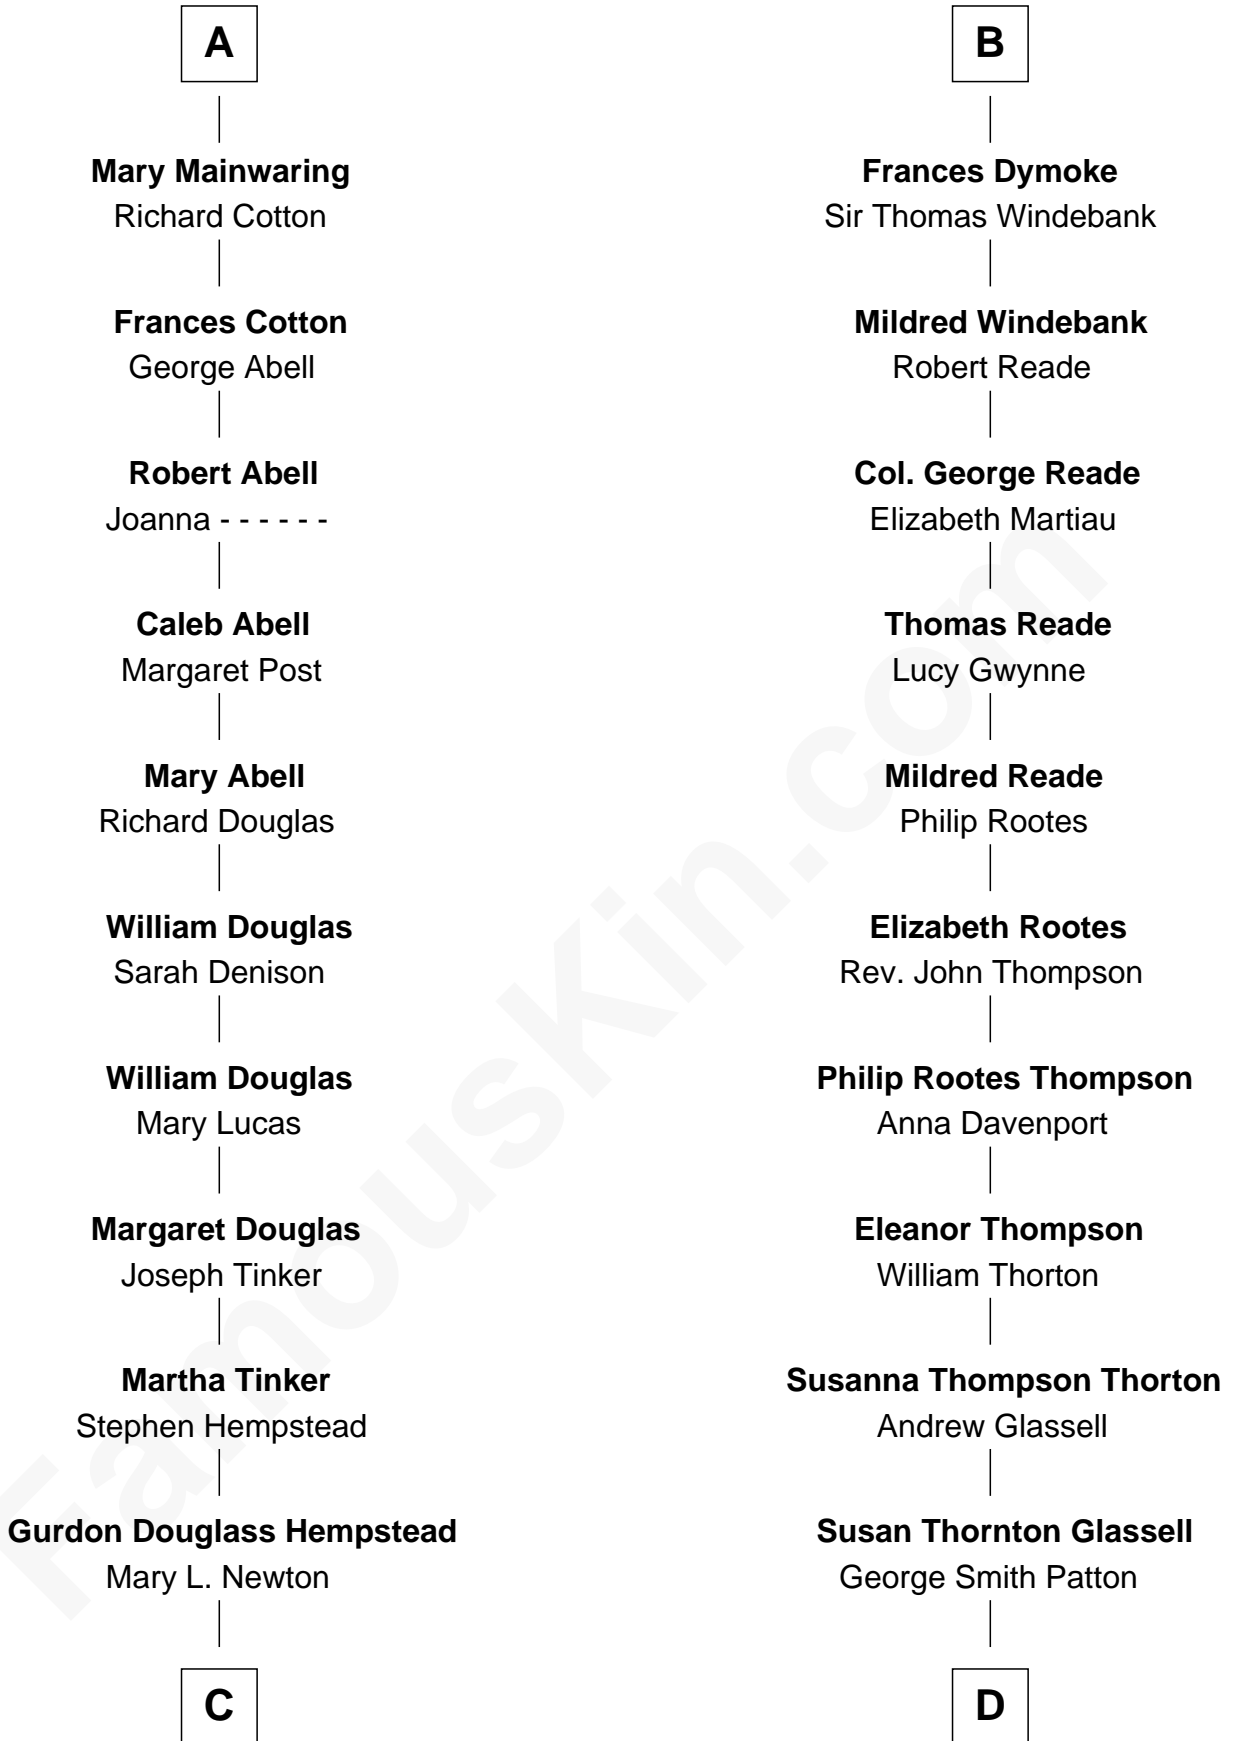 A
Mary Mainwaring
Richard Cotton
Frances Cotton
George Abell
Robert Abell
Joanna - - - - - -
Caleb Abell
Margaret Post
Mary Abell
Richard Douglas
William Douglas
Sarah Denison
William Douglas
Mary Lucas
Margaret Douglas
Joseph Tinker
Martha Tinker
Stephen Hempstead
Gurdon Douglass Hempstead
Mary L. Newton
C
B
Frances Dymoke
Sir Thomas Windebank
Mildred Windebank
Robert Reade
Col. George Reade
Elizabeth Martiau
Thomas Reade
Lucy Gwynne
Mildred Reade
Philip Rootes
Elizabeth Rootes
Rev. John Thompson
Philip Rootes Thompson
Anna Davenport
Eleanor Thompson
William Thorton
Susanna Thompson Thorton
Andrew Glassell
Susan Thornton Glassell
George Smith Patton
D
FamousKin.com